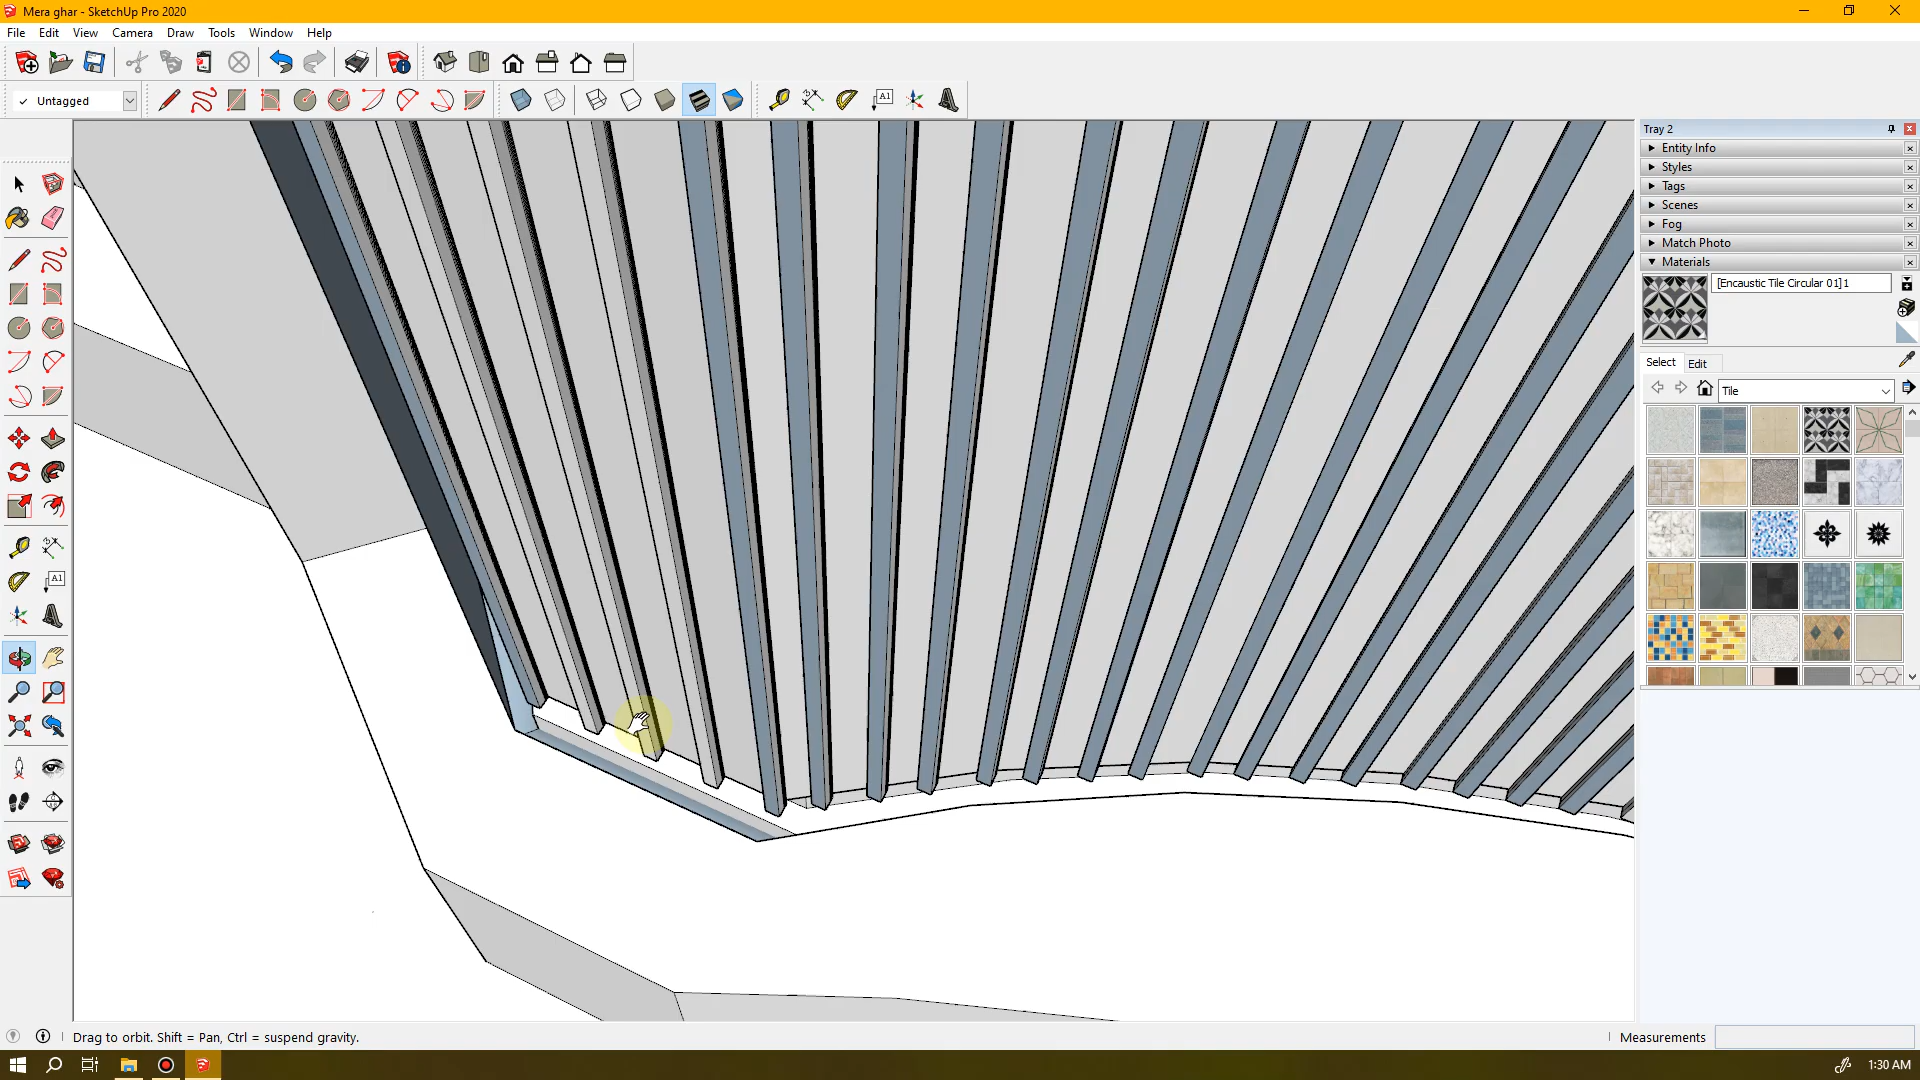 Mera ghar - SketchUp Pro 2020
File Edit View Camera Draw Tools Window Help
✓ Untagged
A1
Tray 2
Entity Info
Styles
Tags
Scenes
Fog
Match Photo
Materials
[Encaustic Tile Circular 01]1
Select Edit
Tile
A1
Drag to orbit. Shift = Pan, Ctrl = suspend gravity.
Measurements
1:30 AM